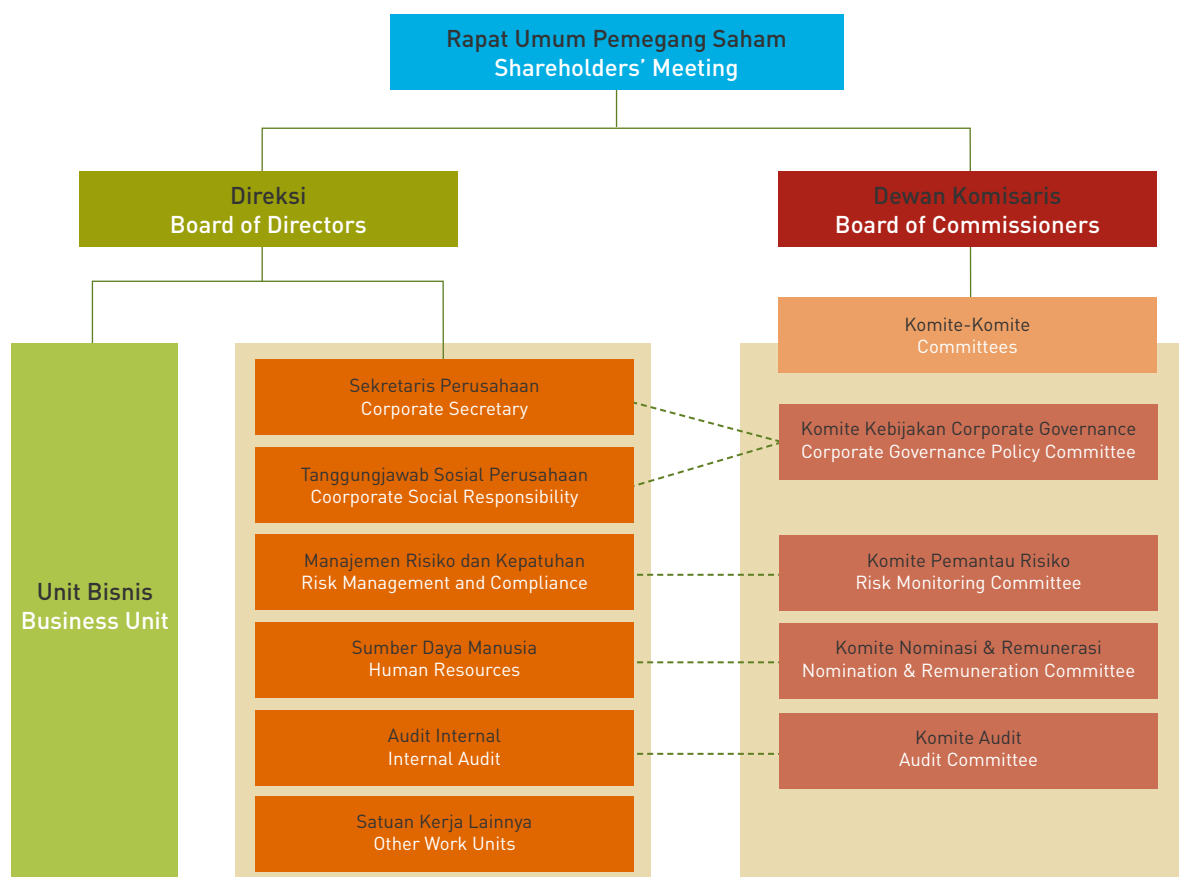 Rapat Umum Pemegang Saham
Shareholders' Meeting
Direksi
Board of Directors
Dewan Komisaris
Board of Commissioners
Komite-Komite
Committees
Unit Bisnis
Business Unit
Sekretaris Perusahaan
Corporate Secretary
Tanggungjawab Sosial Perusahaan
Coorporate Social Responsibility
Manajemen Risiko dan Kepatuhan
Risk Management and Compliance
Sumber Daya Manusia
Human Resources
Audit Internal
Internal Audit
Satuan Kerja Lainnya
Other Work Units
Komite Kebijakan Corporate Governance
Corporate Governance Policy Committee
Komite Pemantau Risiko
Risk Monitoring Committee
Komite Nominasi & Remunerasi
Nomination & Remuneration Committee
Komite Audit
Audit Committee